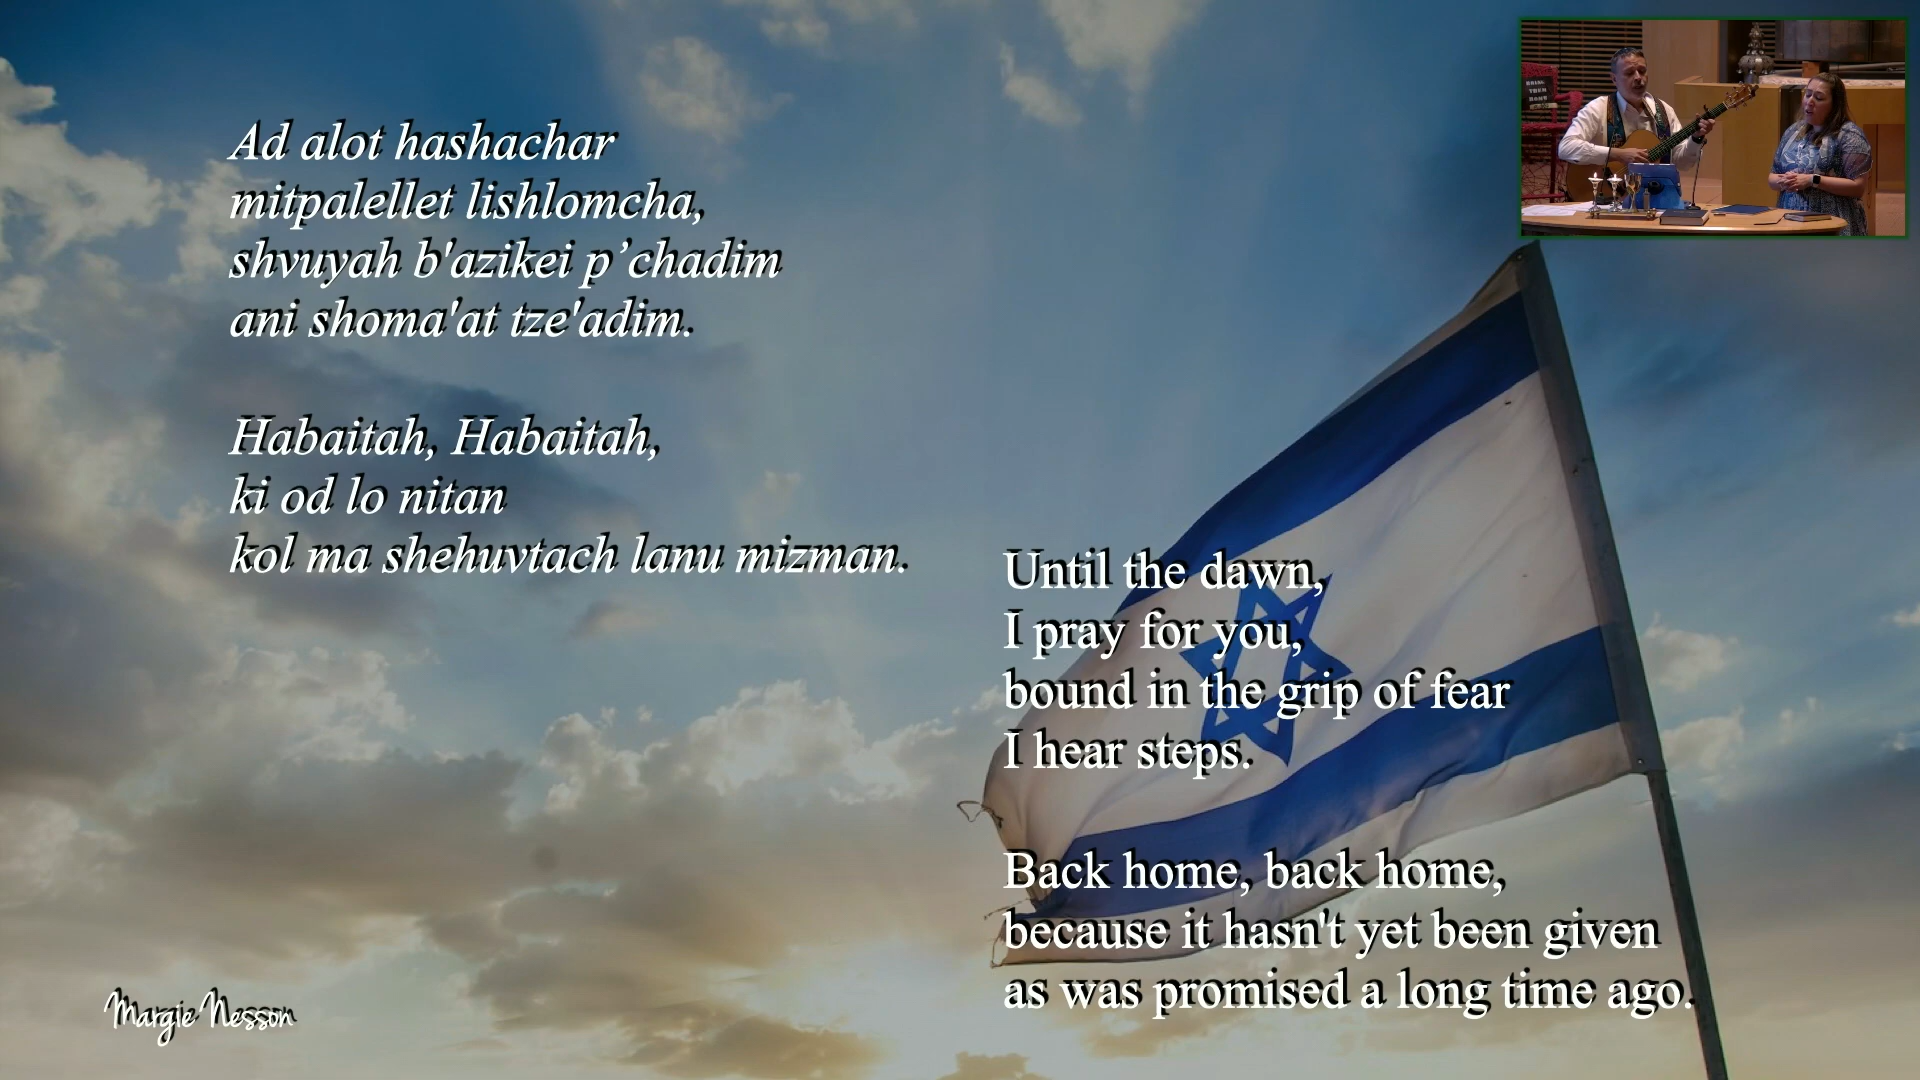 Ad alot hashachar
mitpalellet lishlomcha,
shvuyah b'azikei p’chadim
ani shoma'at tze'adim.
Habaitah, Habaitah,
ki od lo nitan
kol ma shehuvtach lanu mizman.
Until the dawn,
I pray for you,
bound in the grip of fear
I hear steps.
Back home, back home,
because it hasn't yet been given
as was promised a long time ago.
Margie Nesson
BRING
THEM